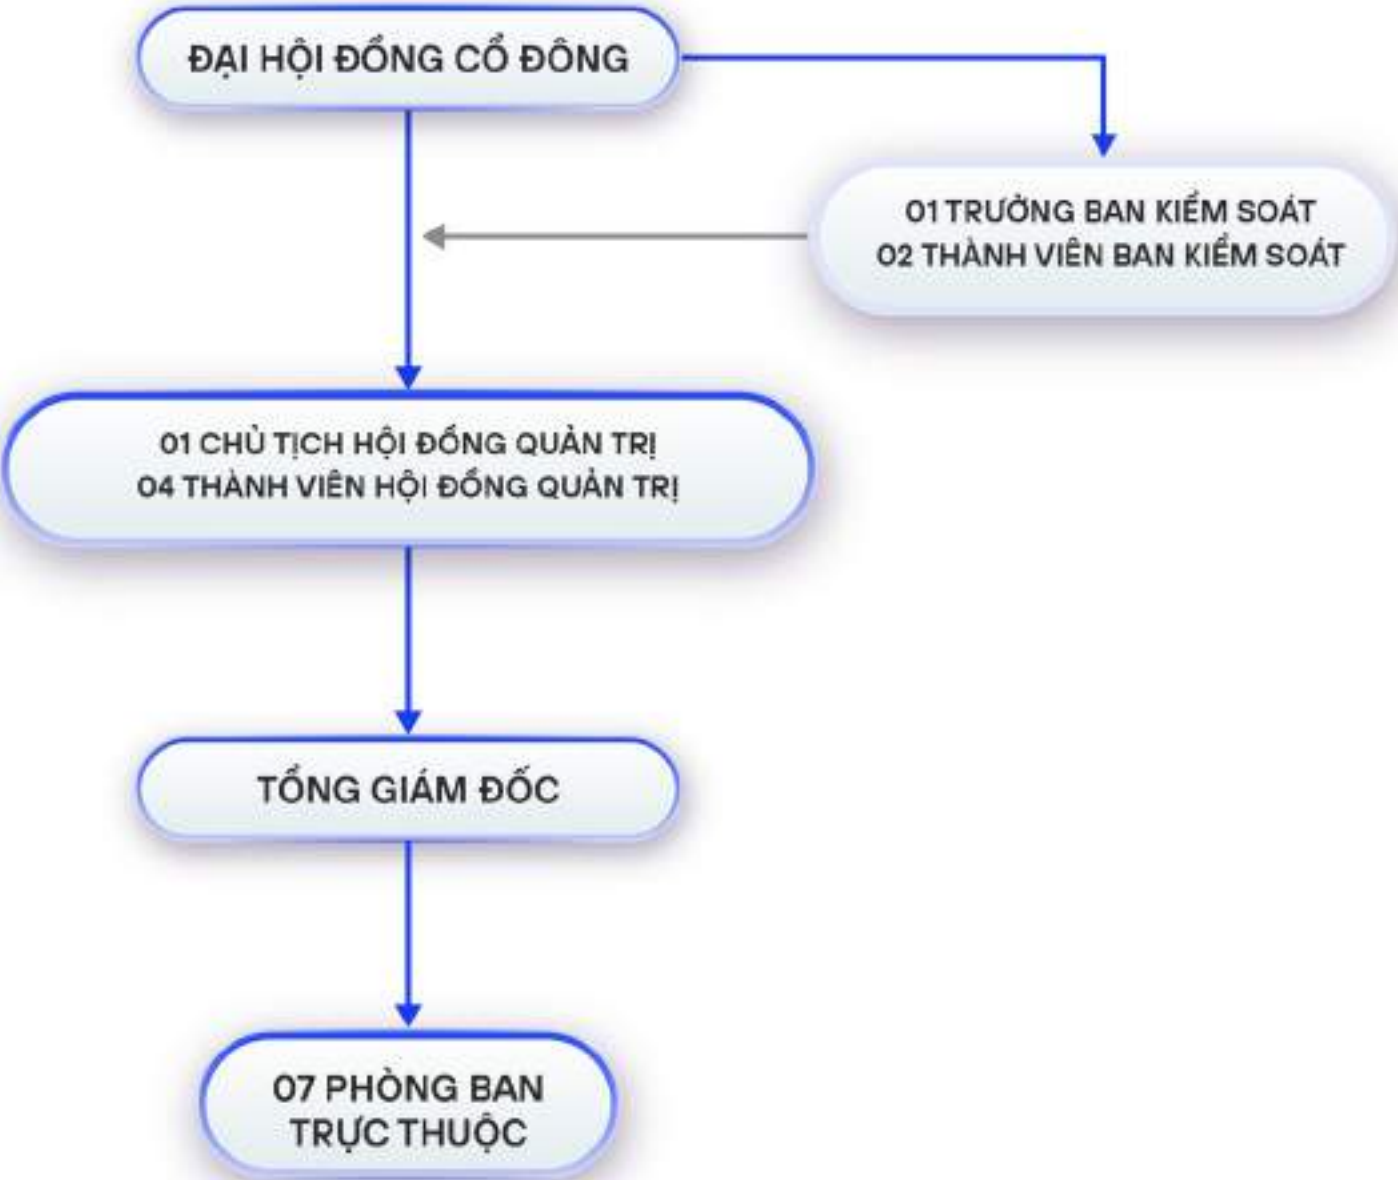 ĐẠI HỘI ĐỒNG CỔ ĐÔNG
01 TRƯỞNG BAN KIỂM SOÁT
02 THÀNH VIÊN BAN KIỂM SOÁT
01 CHỦ TỊCH HỘI ĐỒNG QUẢN TRỊ
04 THÀNH VIÊN HỘI ĐỒNG QUẢN TRỊ
TỔNG GIÁM ĐỐC
07 PHÒNG BAN
TRỰC THUỘC